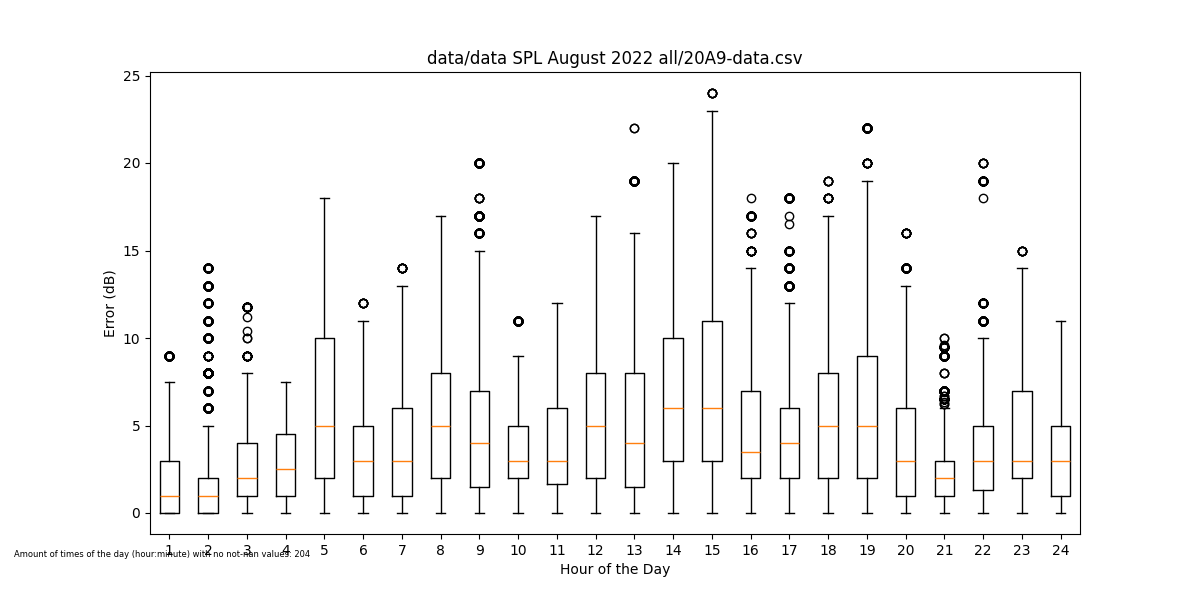 data/data SPL August 2022 all/20A9-data.csv
25
20
15
10
5
0
Error (dB)
1 2 3 4 5 6 7 8 9 10 11 12 13 14 15 16 17 18 19 20 21 22 23 24
Amount of times of the day (hour:minute) with no not-nan values: 204
Hour of the Day